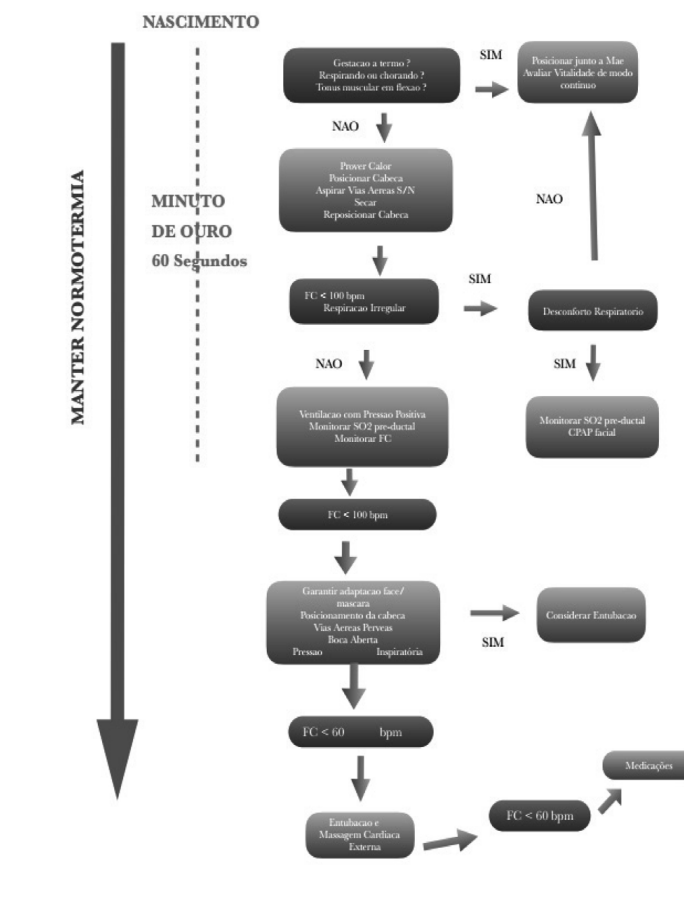 NASCIMENTO
Gestacao a termo ?
Respirando ou chorando ?
Tonus muscular em flexao ?
SIM
Posicionar junto a Mae
Avaliar Vitalidade de modo
continuo
NAO
Prover Calor
Posicionar Cabeca
Aspirar Vias Aereas S/N
Secar
Reposicionar Cabeca
MANTER NORMOTERMIA
MINUTO
DE OURO
60 Segundos
NAO
FC < 100 bpm
Respiracao Irregular
SIM
Desconforto Respiratorio
NAO
SIM
Ventilacao com Pressao Positiva
Monitorar SO2 pre-ductal
Monitorar FC
Monitorar SO2 pre-ductal
CPAP facial
FC < 100 bpm
Garantir adaptacao face/
mascara
Posicionamento da cabeca
Vias Aereas Perveas
Boca Aberta
Pressao Inspiratória
SIM
Considerar Entubacao
FC < 60 bpm
Medicações
Entubacao e
Massagem Cardiaca
Externa
FC < 60 bpm